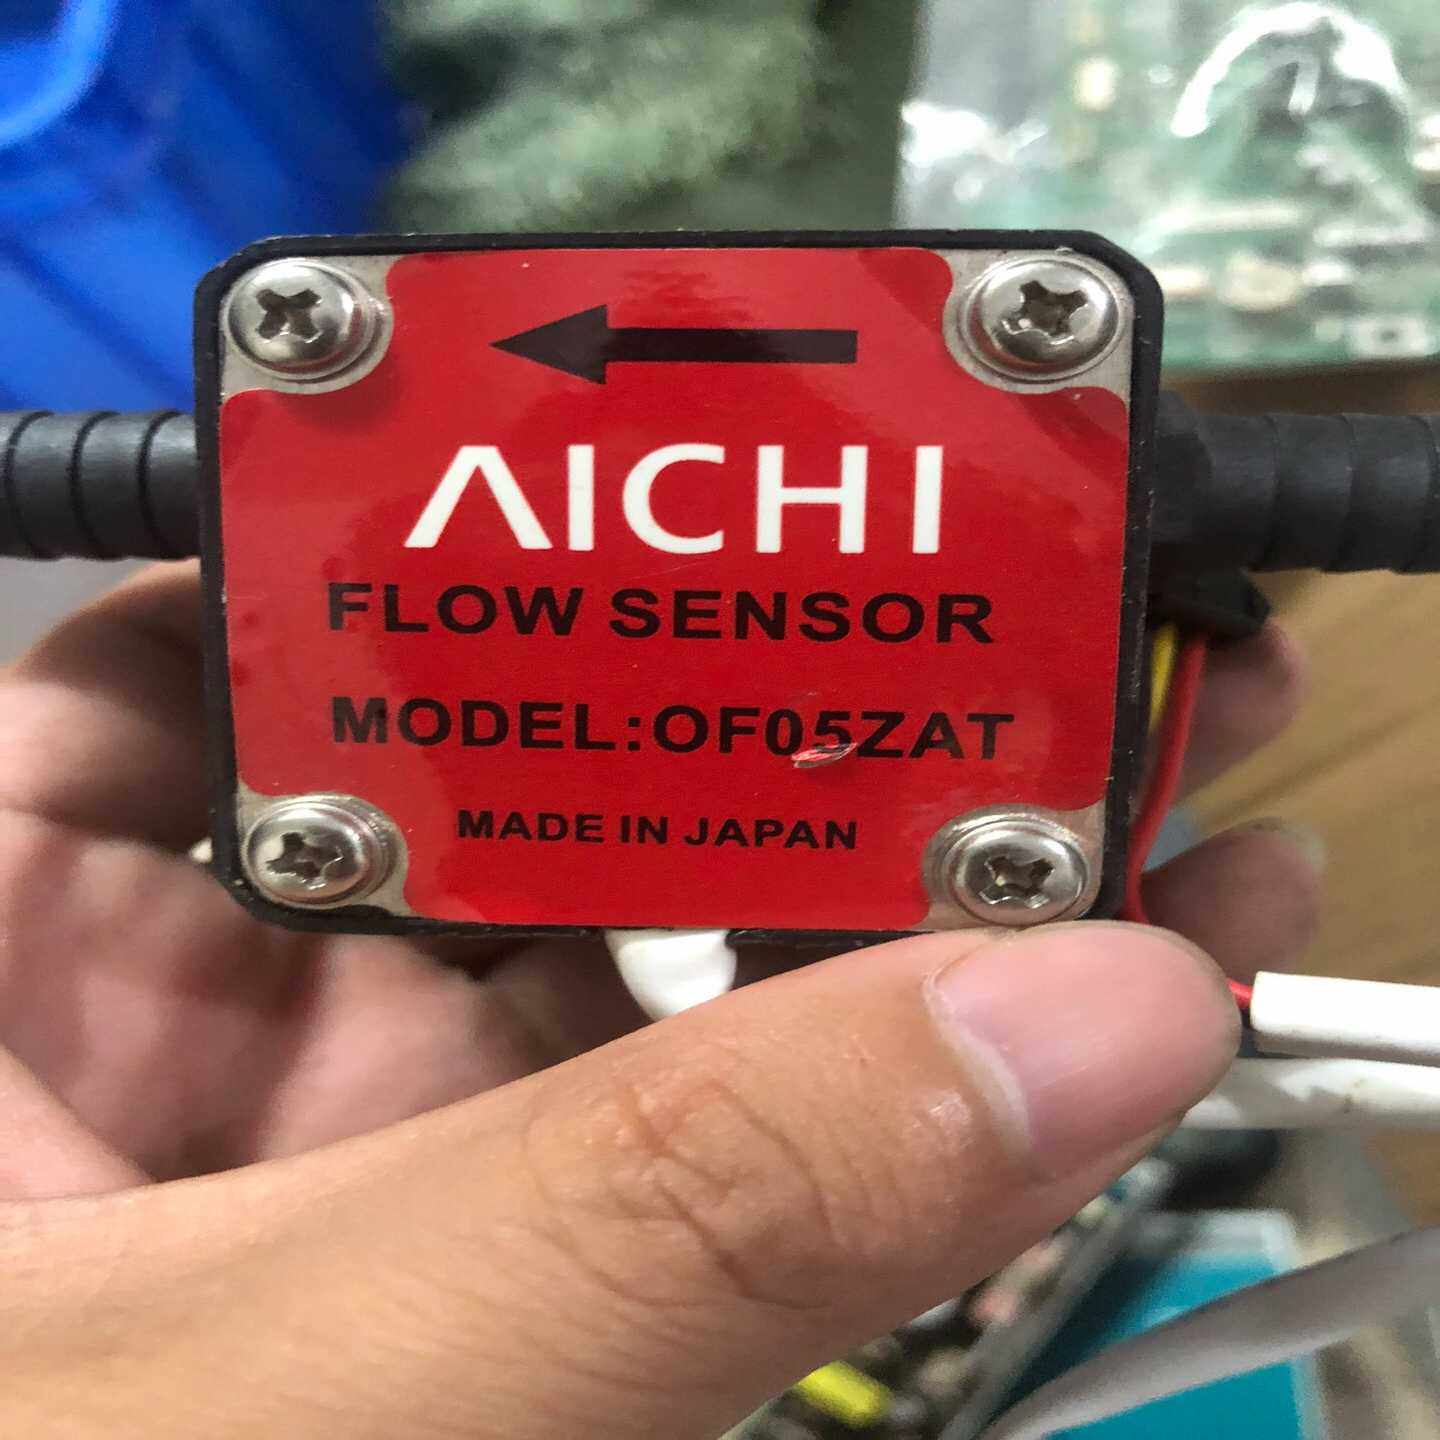 AICHI
FLOW SENSOR
MODEL:OF05ZAT
MADE IN JAPAN